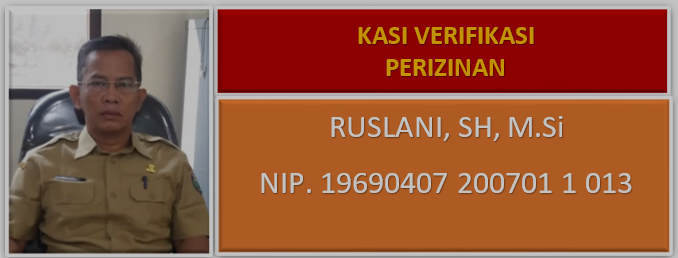 KASI VERIFIKASI
PERIZINAN
RUSLANI, SH, M.Si
NIP. 19690407 200701 1 013